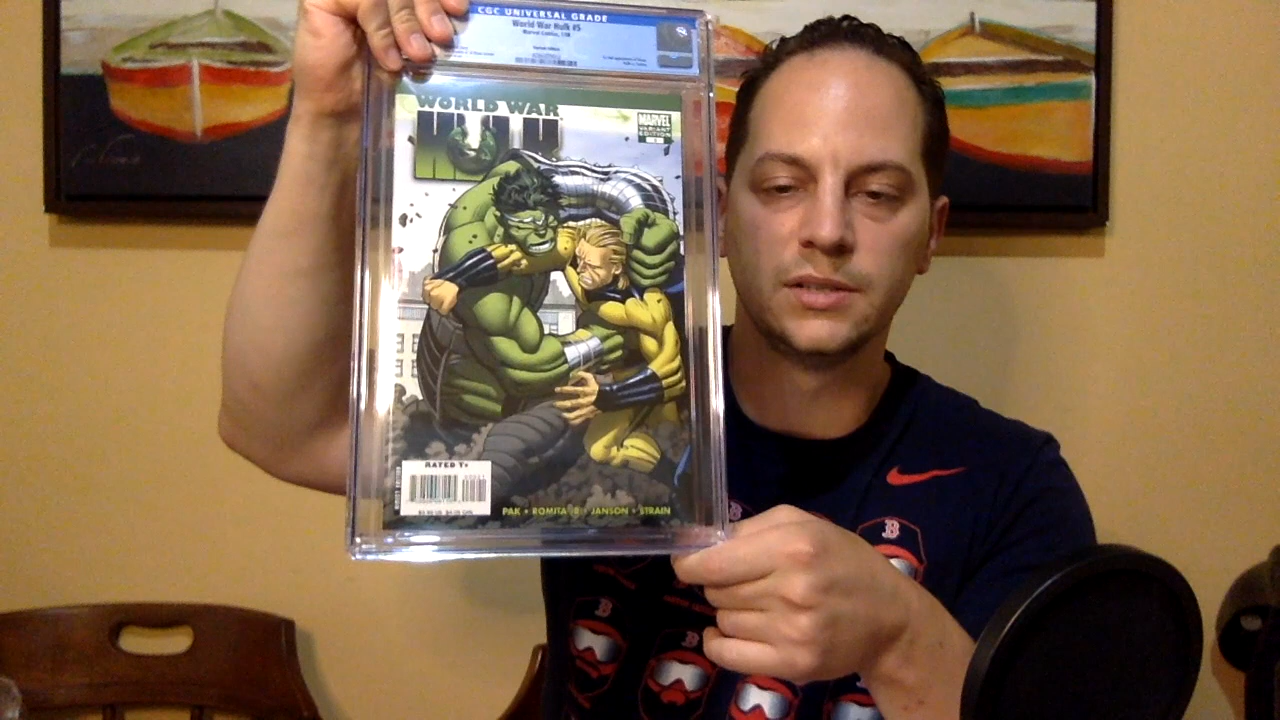 CGC UNIVERSAL GRADE
World War Hulk #5
Marvel Comics, 1/08
Variant Edition
WORLD WAR
HULK
MARVEL
VARIANT
EDITION
RATED T+
PAK • ROMITA JR • JANSON • STRAIN
B
B
B